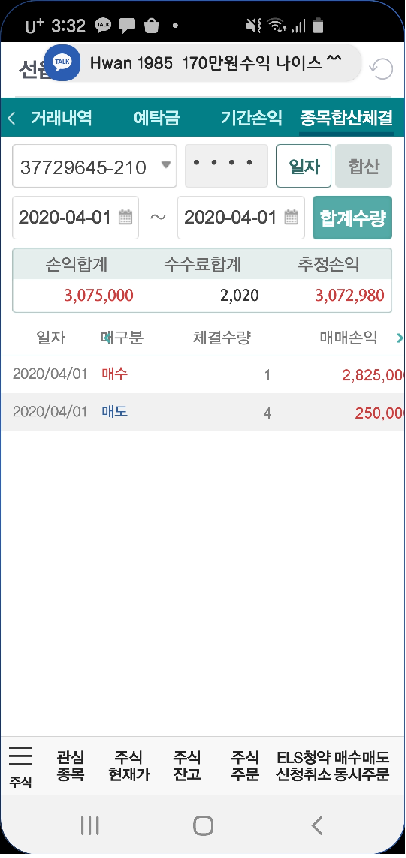 U+ 3:32 TALK
TALK Hwan 1985 170만원수익 나이스 ^^
거래내역 예탁금 기간손익 종목합산체결
37729645-210 **** 일자 합산
2020-04-01 ~ 2020-04-01 합계수량
손익합계 수수료합계 추정손익
3,075,000 2,020 3,072,980
일자 매구분 체결수량 매매손익
2020/04/01 매수 1 2,825,000
2020/04/01 매도 4 250,000
관심 주식 주식 주식 ELS청약 매수매도
주식 종목 현재가 잔고 주문 신청취소 동시주문